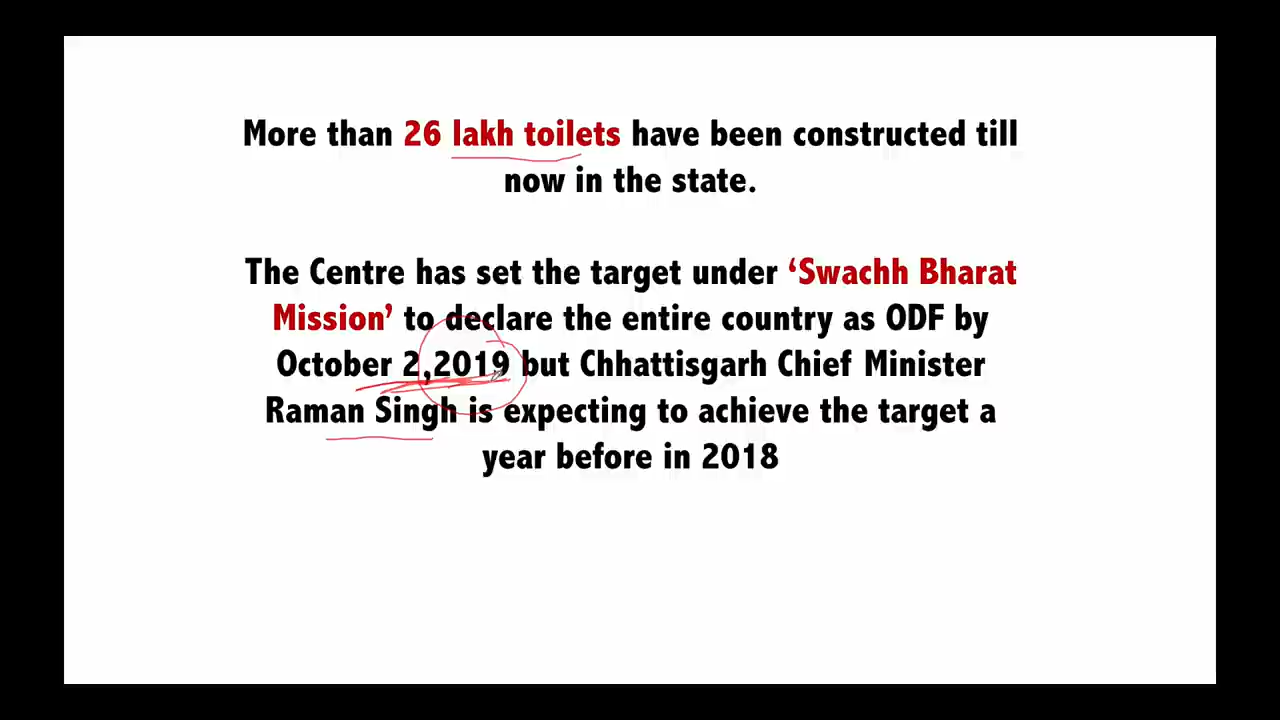 More than 26 lakh toilets have been constructed till
now in the state.
The Centre has set the target under ‘Swachh Bharat
Mission’ to declare the entire country as ODF by
October 2,2019 but Chhattisgarh Chief Minister
Raman Singh is expecting to achieve the target a
year before in 2018